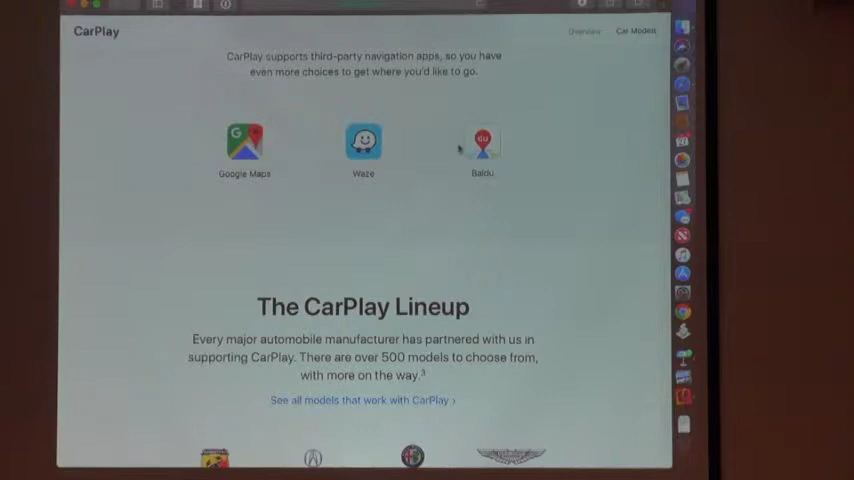 CarPlay
Overview
Car Models
CarPlay supports third-party navigation apps, so you have
even more choices to get where you'd like to go.
G
du
Google Maps
Waze
Baidu
The CarPlay Lineup
Every major automobile manufacturer has partnered with us in
supporting CarPlay. There are over 500 models to choose from,
with more on the way.³
See all models that work with CarPlay ›